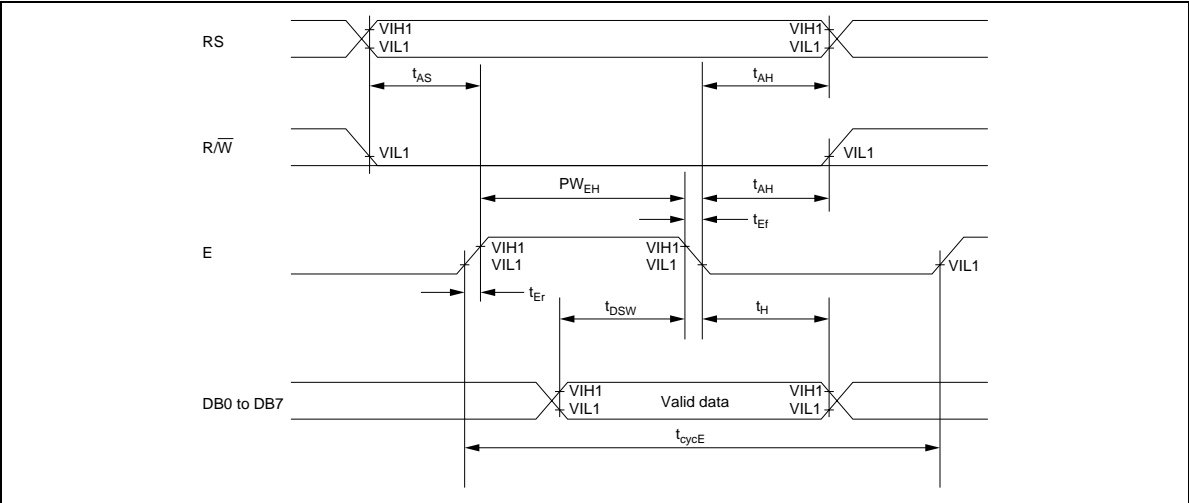 RS
VIH1
VIL1
VIH1
VIL1
tAS
tAH
R/W̅
VIL1
VIL1
PWEH
tAH
tEf
E
VIH1
VIL1
VIH1
VIL1
VIL1
tEr
tDSW
tH
DB0 to DB7
VIH1
VIL1
Valid data
VIH1
VIL1
tcycE